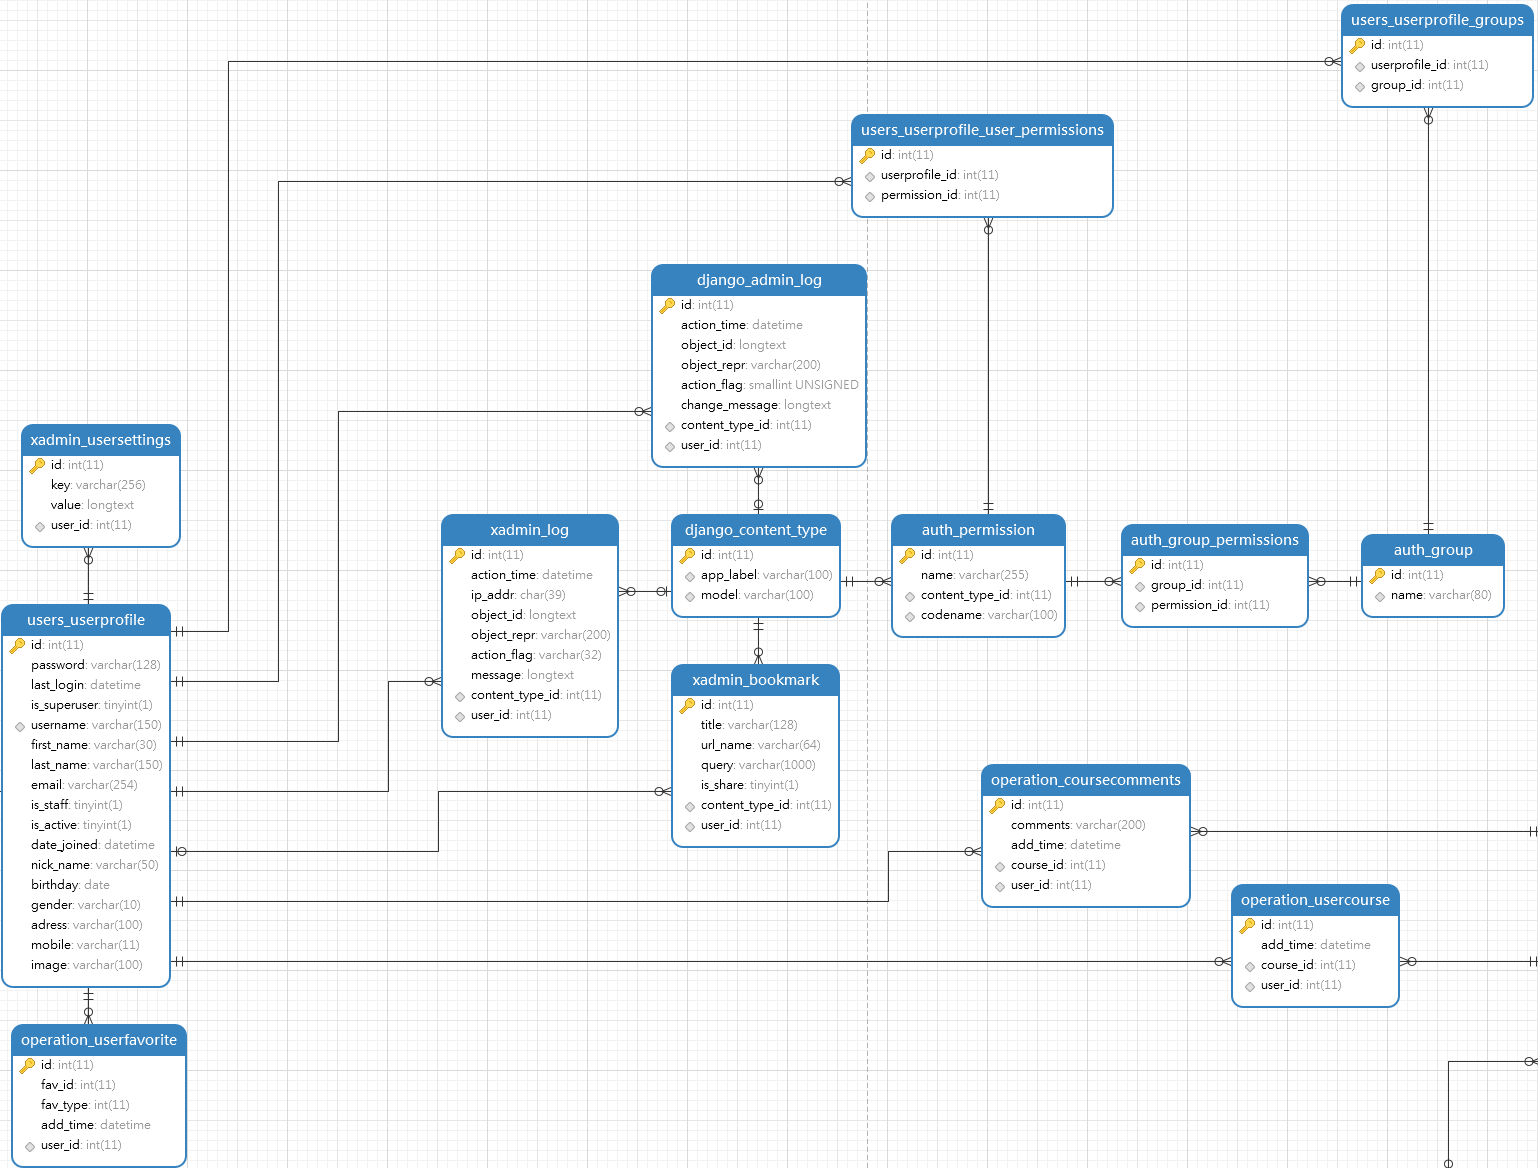 users_userprofile_groups
id: int(11)
userprofile_id: int(11)
group_id: int(11)
users_userprofile_user_permissions
id: int(11)
userprofile_id: int(11)
permission_id: int(11)
django_admin_log
id: int(11)
action_time: datetime
object_id: longtext
object_repr: varchar(200)
action_flag: smallint UNSIGNED
change_message: longtext
content_type_id: int(11)
user_id: int(11)
xadmin_usersettings
id: int(11)
key: varchar(256)
value: longtext
user_id: int(11)
xadmin_log
id: int(11)
action_time: datetime
ip_addr: char(39)
object_id: longtext
object_repr: varchar(200)
action_flag: varchar(32)
message: longtext
content_type_id: int(11)
user_id: int(11)
django_content_type
id: int(11)
app_label: varchar(100)
model: varchar(100)
auth_permission
id: int(11)
name: varchar(255)
content_type_id: int(11)
codename: varchar(100)
auth_group_permissions
id: int(11)
group_id: int(11)
permission_id: int(11)
auth_group
id: int(11)
name: varchar(80)
users_userprofile
id: int(11)
password: varchar(128)
last_login: datetime
is_superuser: tinyint(1)
username: varchar(150)
first_name: varchar(30)
last_name: varchar(150)
email: varchar(254)
is_staff: tinyint(1)
is_active: tinyint(1)
date_joined: datetime
nick_name: varchar(50)
birthday: date
gender: varchar(10)
adress: varchar(100)
mobile: varchar(11)
image: varchar(100)
xadmin_bookmark
id: int(11)
title: varchar(128)
url_name: varchar(64)
query: varchar(1000)
is_share: tinyint(1)
content_type_id: int(11)
user_id: int(11)
operation_coursecomments
id: int(11)
comments: varchar(200)
add_time: datetime
course_id: int(11)
user_id: int(11)
operation_usercourse
id: int(11)
add_time: datetime
course_id: int(11)
user_id: int(11)
operation_userfavorite
id: int(11)
fav_id: int(11)
fav_type: int(11)
add_time: datetime
user_id: int(11)